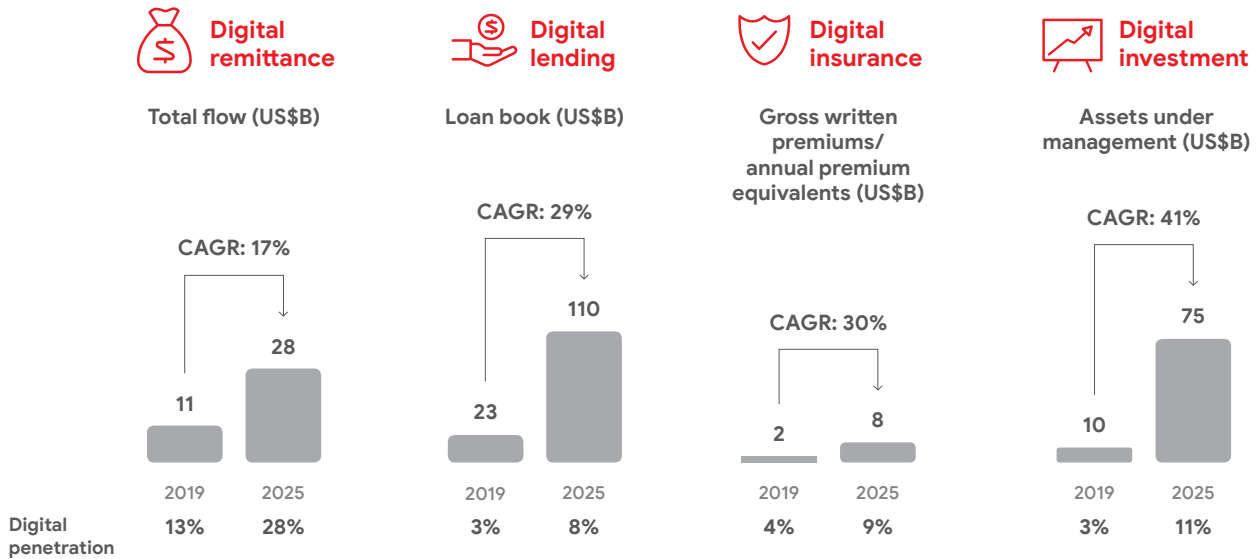 Digital
remittance
Total flow (US$B)
CAGR: 17%
11
28
2019
2025
Digital
lending
Loan book (US$B)
CAGR: 29%
23
110
2019
2025
Digital
insurance
Gross written
premiums/
annual premium
equivalents (US$B)
CAGR: 30%
2
8
2019
2025
Digital
investment
Assets under
management (US$B)
CAGR: 41%
10
75
2019
2025
Digital
penetration
13%
28%
3%
8%
4%
9%
3%
11%